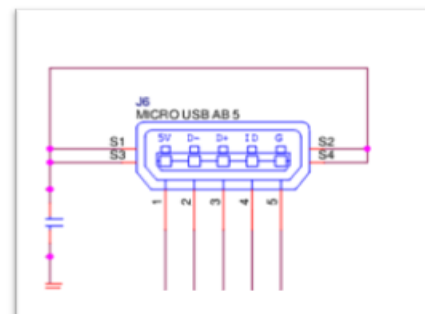 J6
MICRO USB AB 5
5V D- D+ ID G
S1 S2
S3 S4
1 2 3 4 5